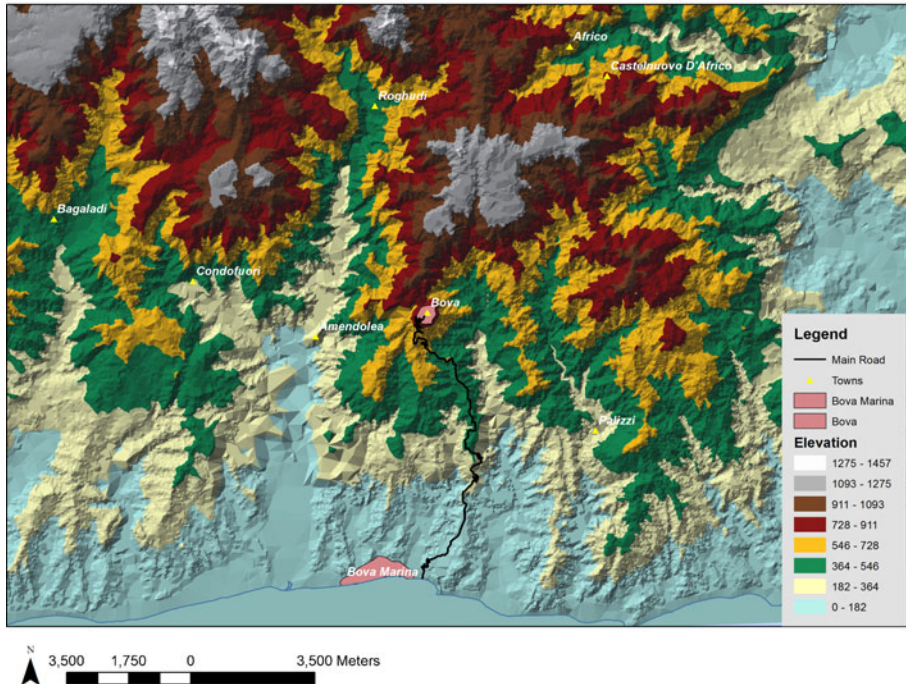 Africo
Castelnuovo D'Africo
Roghudi
Bagaladi
Condofuori
Bova
Amendolea
Palizzi
Bova Marina
Legend
Main Road
Towns
Bova Marina
Bova
Elevation
1275 - 1457
1093 - 1275
911 - 1093
728 - 911
546 - 728
364 - 546
182 - 364
0 - 182
N
3,500 1,750 0 3,500 Meters